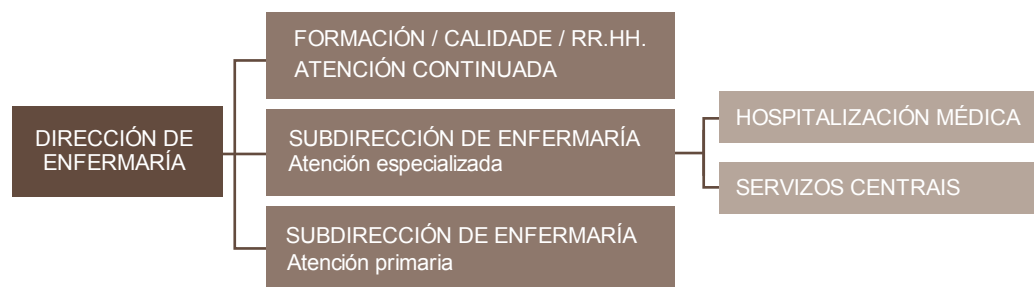 DIRECCIÓN DE
ENFERMARÍA
FORMACIÓN / CALIDADE / RR.HH.
ATENCIÓN CONTINUADA
SUBDIRECCIÓN DE ENFERMARÍA
Atención especializada
SUBDIRECCIÓN DE ENFERMARÍA
Atención primaria
HOSPITALIZACIÓN MÉDICA
SERVIZOS CENTRAIS